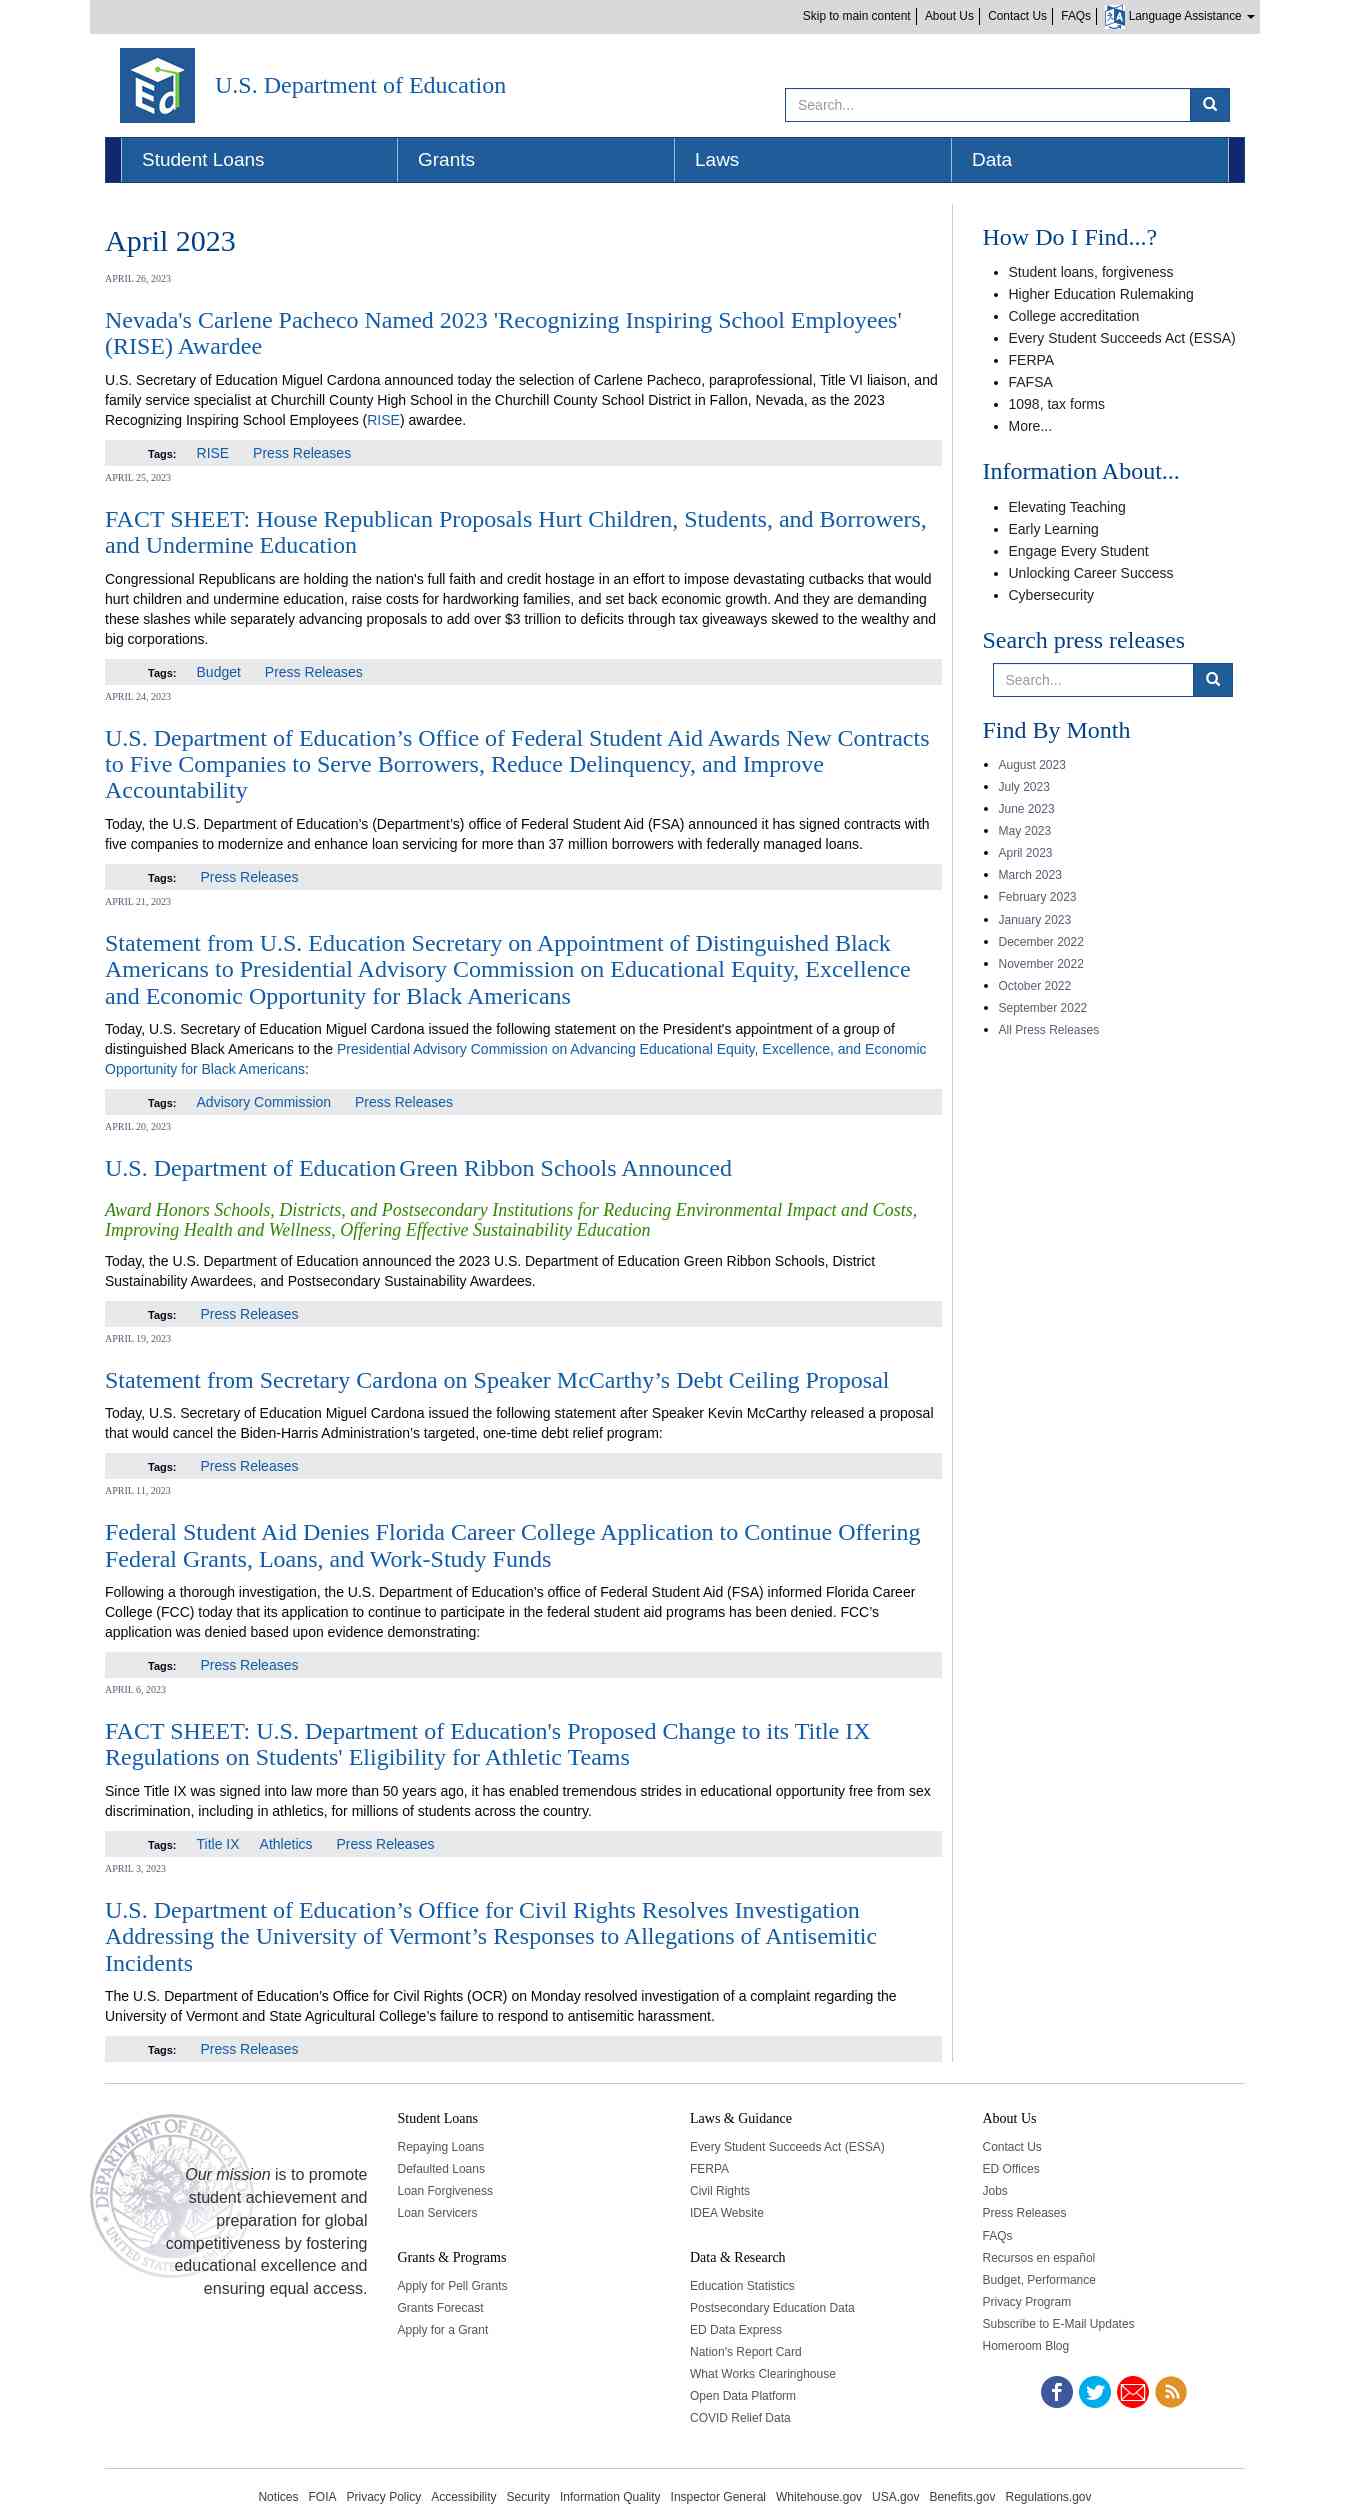 Skip to main content
About Us
Contact Us
FAQs
Language Assistance
Ed
U.S. Department of Education
Search...
Student Loans
Grants
Laws
Data
April 2023
APRIL 26, 2023
Nevada's Carlene Pacheco Named 2023 'Recognizing Inspiring School Employees'
(RISE) Awardee
U.S. Secretary of Education Miguel Cardona announced today the selection of Carlene Pacheco, paraprofessional, Title VI liaison, and
family service specialist at Churchill County High School in the Churchill County School District in Fallon, Nevada, as the 2023
Recognizing Inspiring School Employees (RISE) awardee.
Tags: RISE Press Releases
APRIL 25, 2023
FACT SHEET: House Republican Proposals Hurt Children, Students, and Borrowers,
and Undermine Education
Congressional Republicans are holding the nation's full faith and credit hostage in an effort to impose devastating cutbacks that would
hurt children and undermine education, raise costs for hardworking families, and set back economic growth. And they are demanding
these slashes while separately advancing proposals to add over $3 trillion to deficits through tax giveaways skewed to the wealthy and
big corporations.
Tags: Budget Press Releases
APRIL 24, 2023
U.S. Department of Education’s Office of Federal Student Aid Awards New Contracts
to Five Companies to Serve Borrowers, Reduce Delinquency, and Improve
Accountability
Today, the U.S. Department of Education’s (Department’s) office of Federal Student Aid (FSA) announced it has signed contracts with
five companies to modernize and enhance loan servicing for more than 37 million borrowers with federally managed loans.
Tags: Press Releases
APRIL 21, 2023
Statement from U.S. Education Secretary on Appointment of Distinguished Black
Americans to Presidential Advisory Commission on Educational Equity, Excellence
and Economic Opportunity for Black Americans
Today, U.S. Secretary of Education Miguel Cardona issued the following statement on the President's appointment of a group of
distinguished Black Americans to the Presidential Advisory Commission on Advancing Educational Equity, Excellence, and Economic
Opportunity for Black Americans:
Tags: Advisory Commission Press Releases
APRIL 20, 2023
U.S. Department of Education Green Ribbon Schools Announced
Award Honors Schools, Districts, and Postsecondary Institutions for Reducing Environmental Impact and Costs,
Improving Health and Wellness, Offering Effective Sustainability Education
Today, the U.S. Department of Education announced the 2023 U.S. Department of Education Green Ribbon Schools, District
Sustainability Awardees, and Postsecondary Sustainability Awardees.
Tags: Press Releases
APRIL 19, 2023
Statement from Secretary Cardona on Speaker McCarthy’s Debt Ceiling Proposal
Today, U.S. Secretary of Education Miguel Cardona issued the following statement after Speaker Kevin McCarthy released a proposal
that would cancel the Biden-Harris Administration’s targeted, one-time debt relief program:
Tags: Press Releases
APRIL 11, 2023
Federal Student Aid Denies Florida Career College Application to Continue Offering
Federal Grants, Loans, and Work-Study Funds
Following a thorough investigation, the U.S. Department of Education’s office of Federal Student Aid (FSA) informed Florida Career
College (FCC) today that its application to continue to participate in the federal student aid programs has been denied. FCC’s
application was denied based upon evidence demonstrating:
Tags: Press Releases
APRIL 6, 2023
FACT SHEET: U.S. Department of Education's Proposed Change to its Title IX
Regulations on Students' Eligibility for Athletic Teams
Since Title IX was signed into law more than 50 years ago, it has enabled tremendous strides in educational opportunity free from sex
discrimination, including in athletics, for millions of students across the country.
Tags: Title IX Athletics Press Releases
APRIL 3, 2023
U.S. Department of Education’s Office for Civil Rights Resolves Investigation
Addressing the University of Vermont’s Responses to Allegations of Antisemitic
Incidents
The U.S. Department of Education’s Office for Civil Rights (OCR) on Monday resolved investigation of a complaint regarding the
University of Vermont and State Agricultural College’s failure to respond to antisemitic harassment.
Tags: Press Releases
How Do I Find...?
Student loans, forgiveness
Higher Education Rulemaking
College accreditation
Every Student Succeeds Act (ESSA)
FERPA
FAFSA
1098, tax forms
More...
Information About...
Elevating Teaching
Early Learning
Engage Every Student
Unlocking Career Success
Cybersecurity
Search press releases
Search...
Find By Month
August 2023
July 2023
June 2023
May 2023
April 2023
March 2023
February 2023
January 2023
December 2022
November 2022
October 2022
September 2022
All Press Releases
Our mission is to promote
student achievement and
preparation for global
competitiveness by fostering
educational excellence and
ensuring equal access.
Student Loans
Repaying Loans
Defaulted Loans
Loan Forgiveness
Loan Servicers
Grants & Programs
Apply for Pell Grants
Grants Forecast
Apply for a Grant
Laws & Guidance
Every Student Succeeds Act (ESSA)
FERPA
Civil Rights
IDEA Website
Data & Research
Education Statistics
Postsecondary Education Data
ED Data Express
Nation's Report Card
What Works Clearinghouse
Open Data Platform
COVID Relief Data
About Us
Contact Us
ED Offices
Jobs
Press Releases
FAQs
Recursos en español
Budget, Performance
Privacy Program
Subscribe to E-Mail Updates
Homeroom Blog
Notices FOIA Privacy Policy Accessibility Security Information Quality Inspector General Whitehouse.gov USA.gov Benefits.gov Regulations.gov